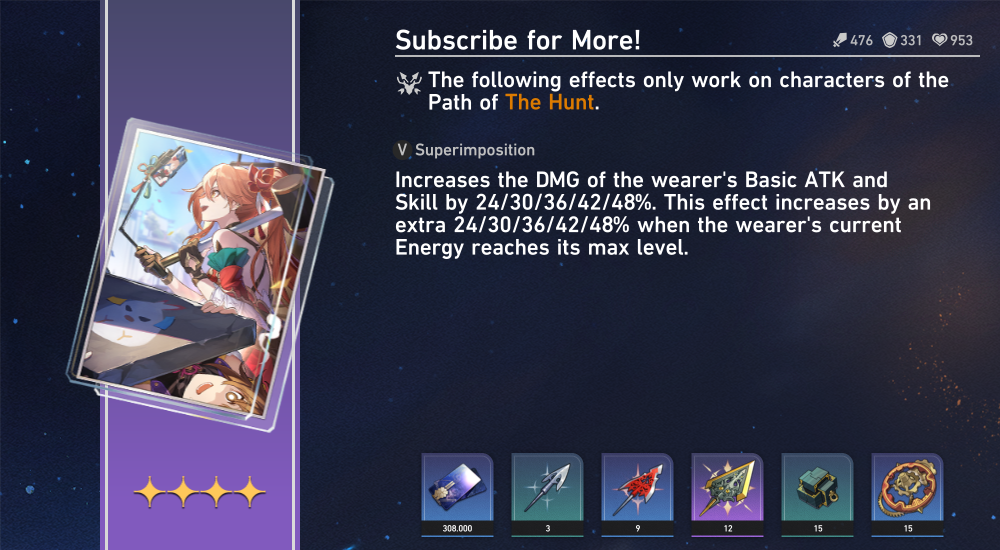 Subscribe for More!
476 331 953
The following effects only work on characters of the
Path of The Hunt.
V Superimposition
Increases the DMG of the wearer's Basic ATK and
Skill by 24/30/36/42/48%. This effect increases by an
extra 24/30/36/42/48% when the wearer's current
Energy reaches its max level.
308.000 3 9 12 15 15